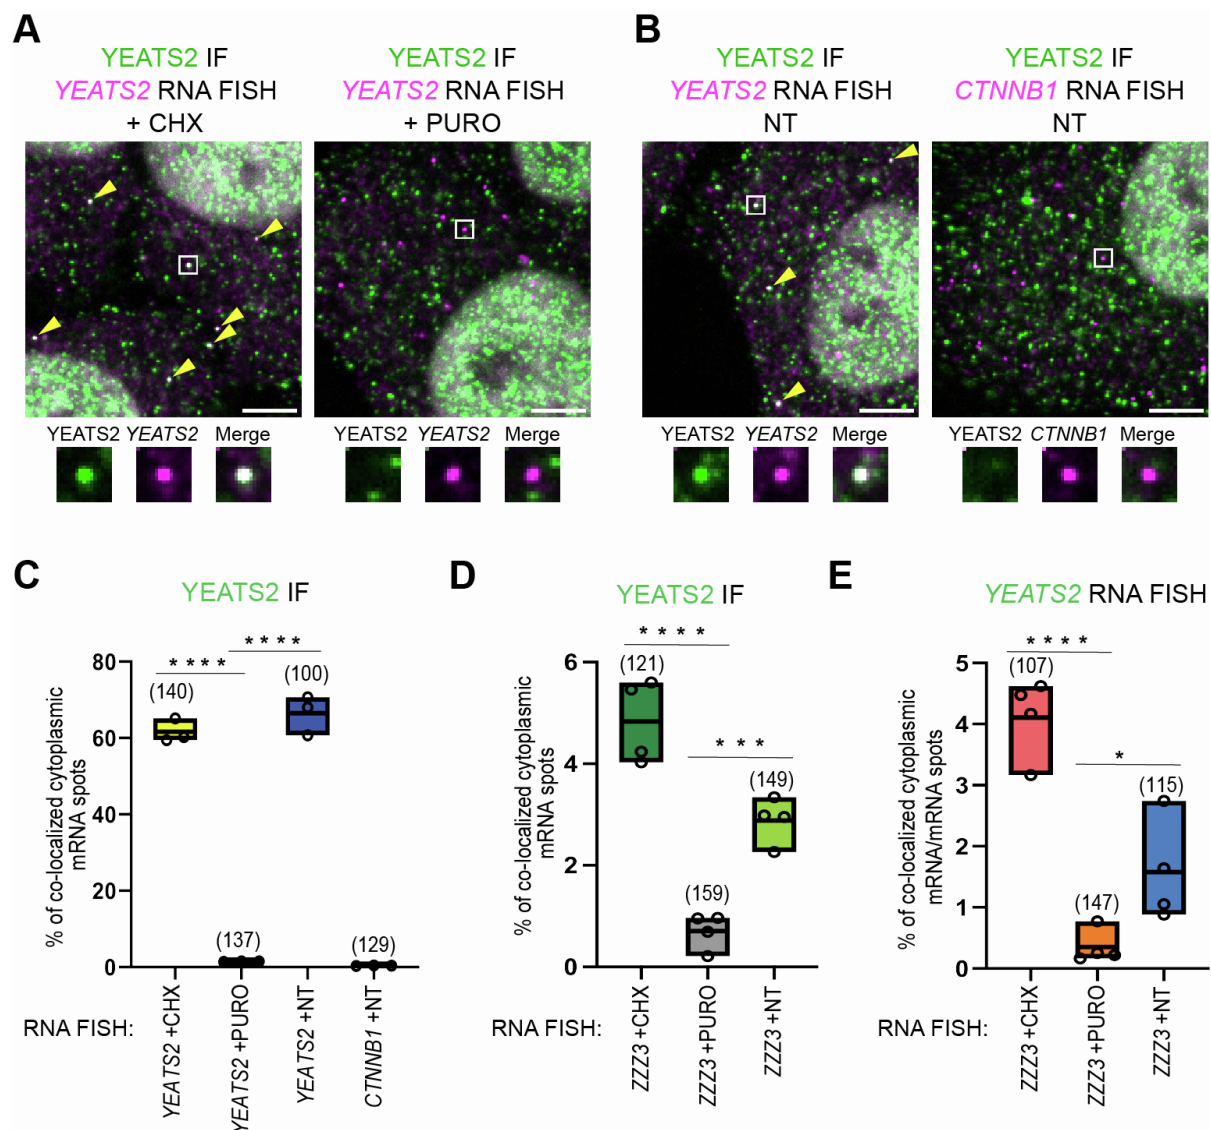 A
YEATS2 IF
YEATS2 RNA FISH
+ CHX
YEATS2 IF
YEATS2 RNA FISH
+ PURO
YEATS2 YEATS2 Merge
YEATS2 YEATS2 Merge
B
YEATS2 IF
YEATS2 RNA FISH
NT
YEATS2 IF
CTNNB1 RNA FISH
NT
YEATS2 YEATS2 Merge
YEATS2 CTNNB1 Merge
C
YEATS2 IF
% of co-localized cytoplasmic
mRNA spots
80
60
40
20
0
* * * *
* * * *
(140)
(137)
(100)
(129)
RNA FISH:
YEATS2 +CHX
YEATS2 +PURO
YEATS2 +NT
CTNNB1 +NT
D
YEATS2 IF
% of co-localized cytoplasmic
mRNA spots
6
4
2
0
* * * *
* * *
(121)
(159)
(149)
RNA FISH:
ZZZ3 +CHX
ZZZ3 +PURO
ZZZ3 +NT
E
YEATS2 RNA FISH
% of co-localized cytoplasmic
mRNA/mRNA spots
5
4
3
2
1
0
* * * *
*
(107)
(147)
(115)
RNA FISH:
ZZZ3 +CHX
ZZZ3 +PURO
ZZZ3 +NT